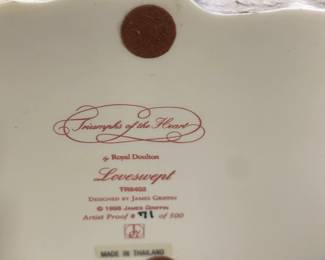 Triumphs of the Heart
by Royal Doulton
Loveswept
TR8402
DESIGNED BY JAMES GRIFFIN
© 1998 JAMES GRIFFIN
Artist Proof # 71 of 500
MADE IN THAILAND